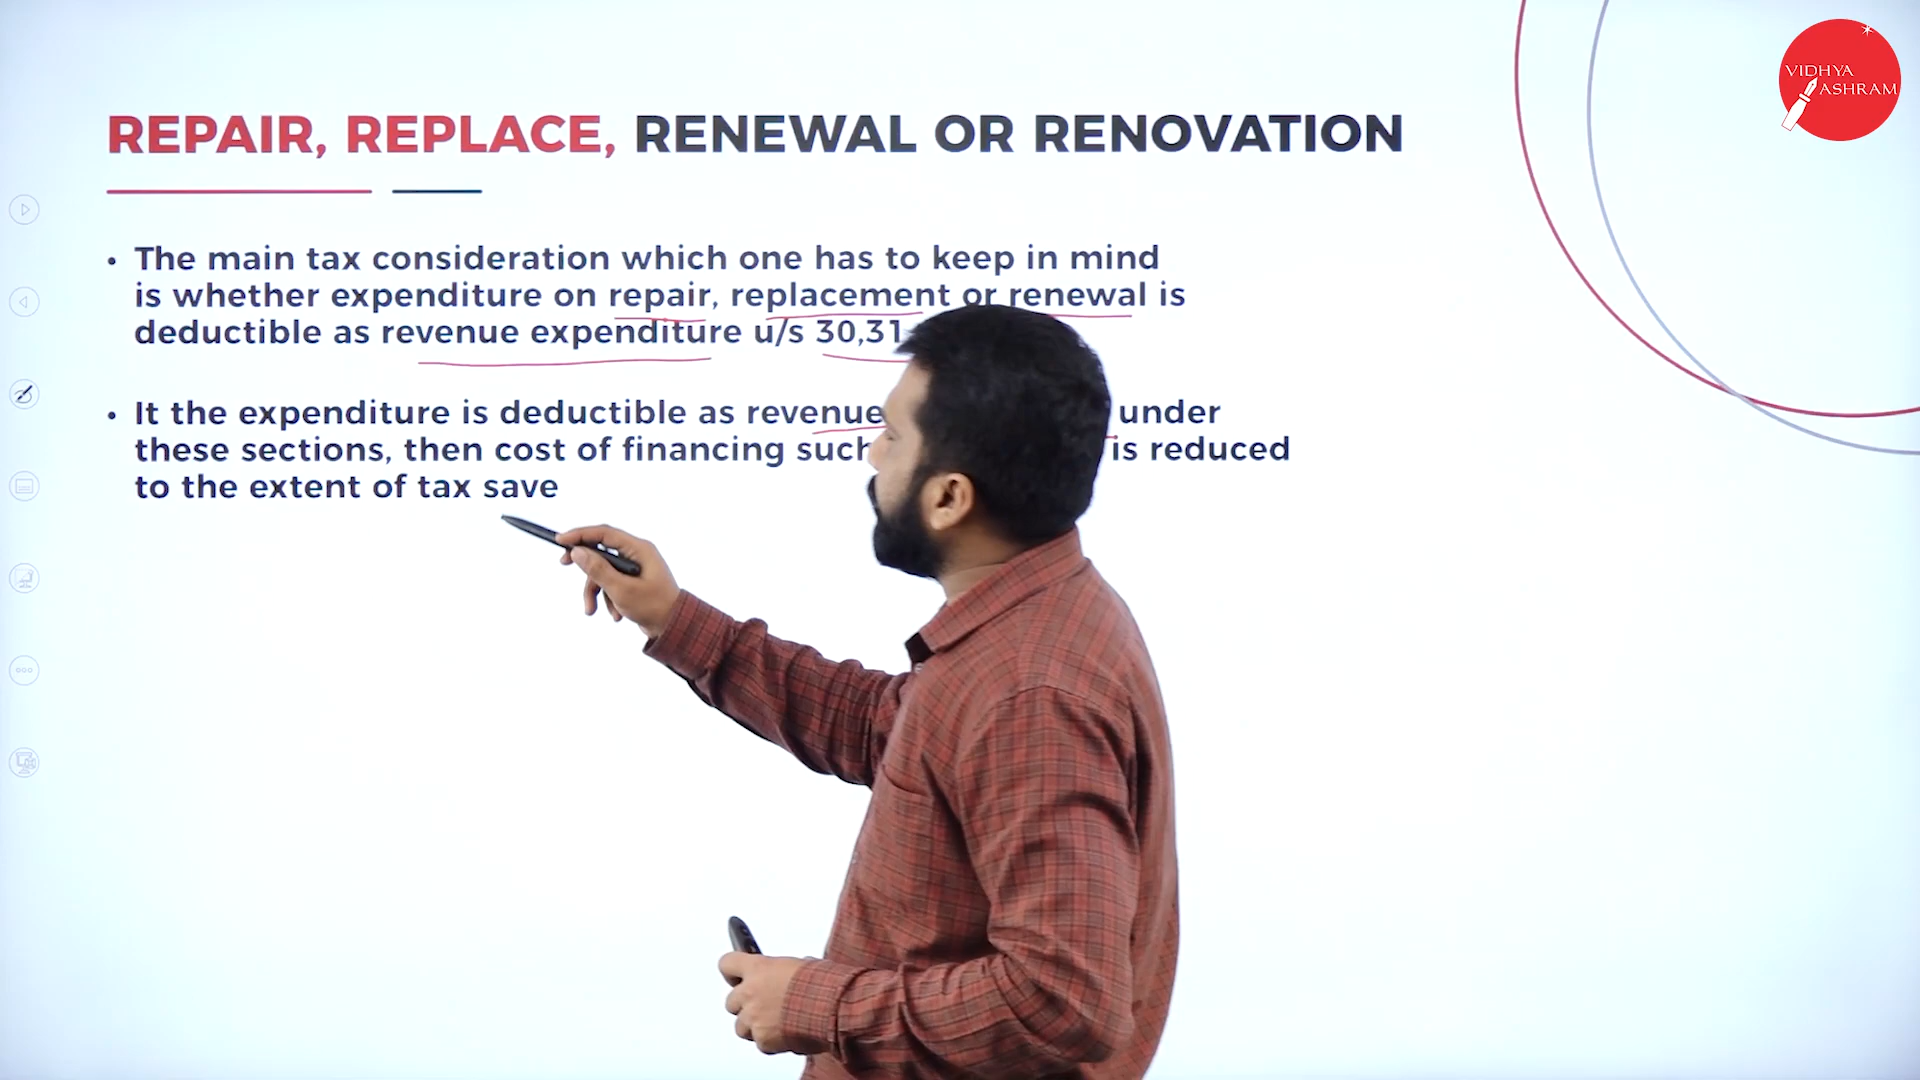 VIDHYA
ASHRAM
REPAIR, REPLACE, RENEWAL OR RENOVATION
• The main tax consideration which one has to keep in mind
is whether expenditure on repair, replacement or renewal is
deductible as revenue expenditure u/s 30,31
• It the expenditure is deductible as revenue under
these sections, then cost of financing such is reduced
to the extent of tax save